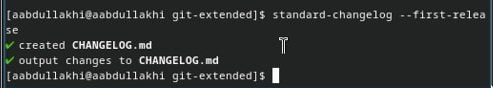 [aabdullakhi@aabdullakhi git-extended]$ standard-changelog --first-relea
se
✔ created CHANGELOG.md
✔ output changes to CHANGELOG.md
[aabdullakhi@aabdullakhi git-extended]$